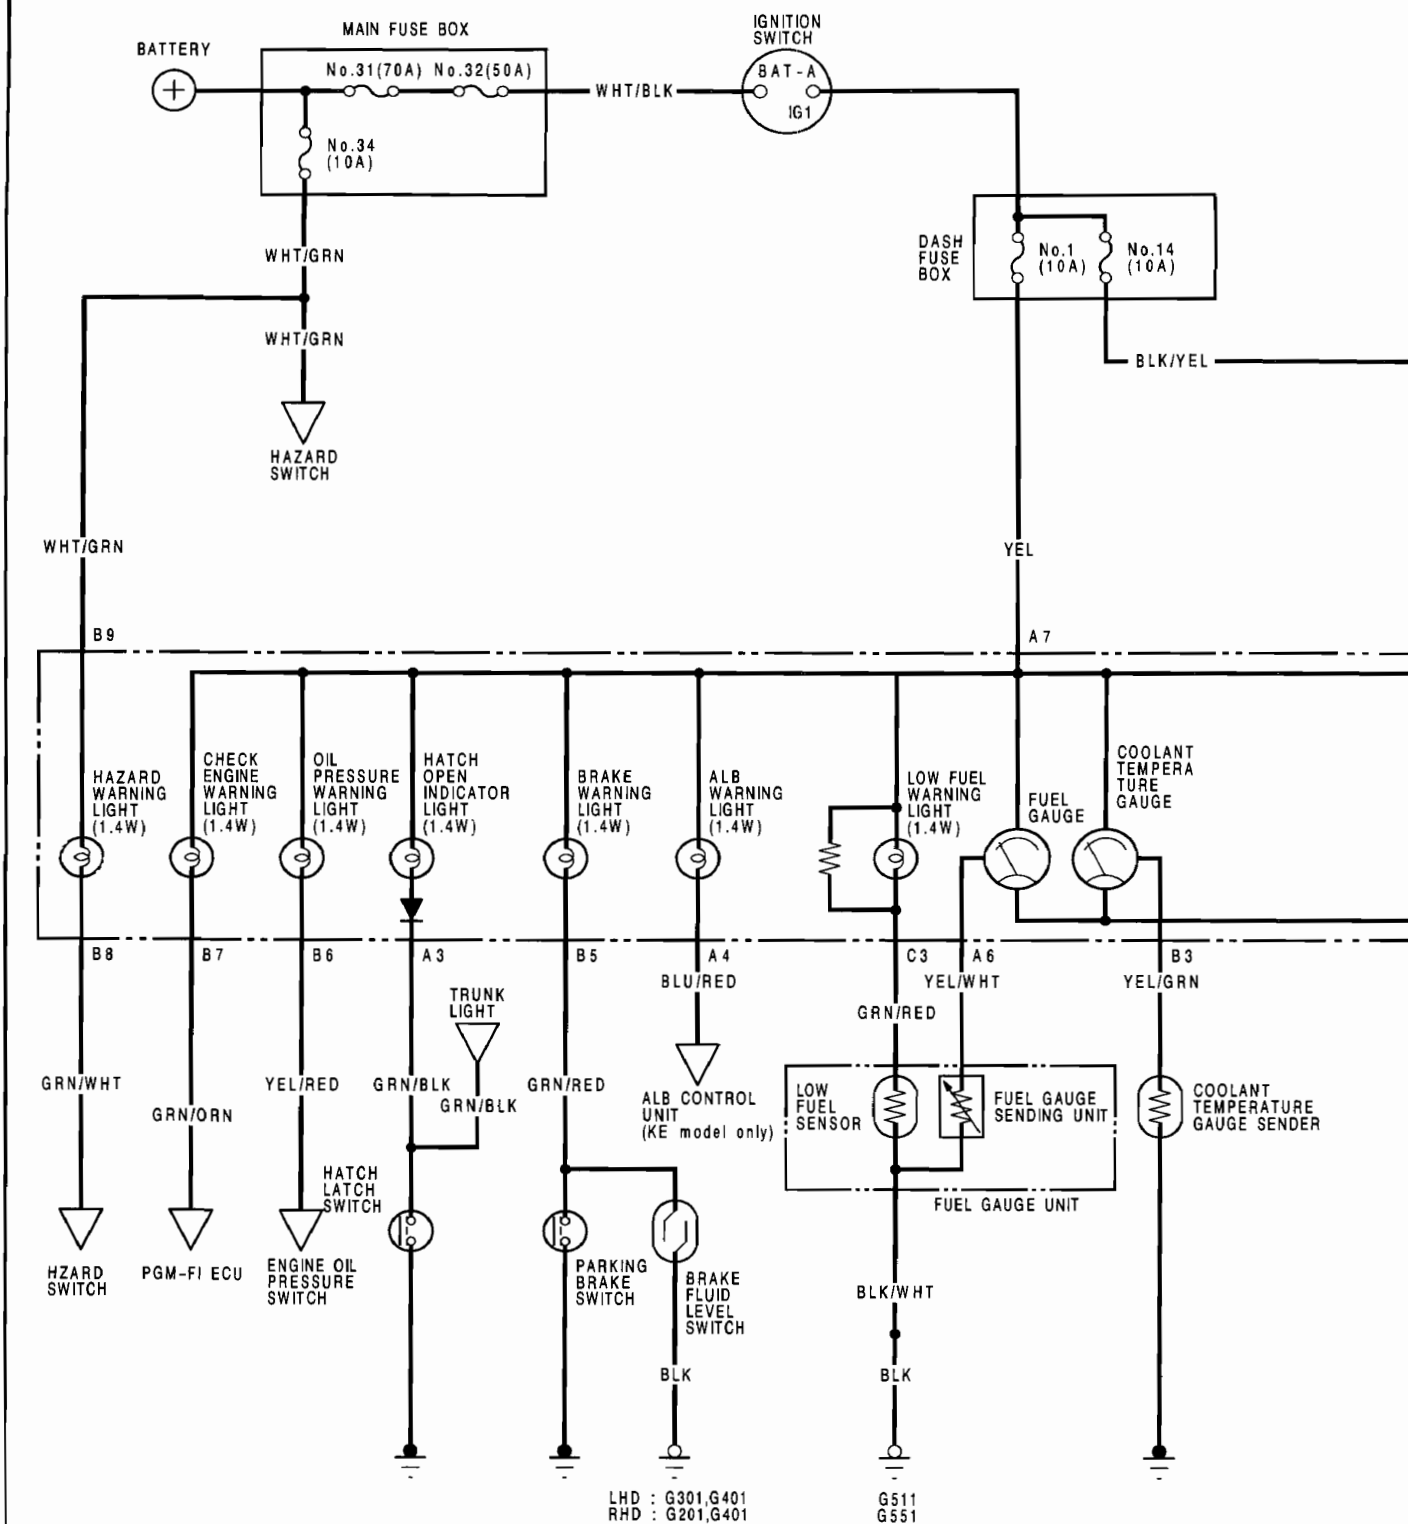 MAIN FUSE BOX
IGNITION
SWITCH
BATTERY
No.31(70A) No.32(50A)
BAT-A
WHT/BLK
IG1
No.34
(10A)
WHT/GRN
DASH
FUSE
BOX
No.1
(10A)
No.14
(10A)
WHT/GRN
BLK/YEL
HAZARD
SWITCH
WHT/GRN
YEL
B9
A7
HAZARD
WARNING
LIGHT
(1.4W)
CHECK
ENGINE
WARNING
LIGHT
(1.4W)
OIL
PRESSURE
WARNING
LIGHT
(1.4W)
HATCH
OPEN
INDICATOR
LIGHT
(1.4W)
BRAKE
WARNING
LIGHT
(1.4W)
ALB
WARNING
LIGHT
(1.4W)
LOW FUEL
WARNING
LIGHT
(1.4W)
FUEL
GAUGE
COOLANT
TEMPERA
TURE
GAUGE
B8
B7
B6
A3
B5
A4
C3
A6
B3
BLU/RED
YEL/WHT
YEL/GRN
TRUNK
LIGHT
GRN/RED
GRN/WHT
GRN/ORN
YEL/RED
GRN/BLK
GRN/BLK
GRN/RED
ALB CONTROL
UNIT
(KE model only)
LOW
FUEL
SENSOR
FUEL GAUGE
SENDING UNIT
COOLANT
TEMPERATURE
GAUGE SENDER
HATCH
LATCH
SWITCH
FUEL GAUGE UNIT
HZARD
SWITCH
PGM-FI ECU
ENGINE OIL
PRESSURE
SWITCH
PARKING
BRAKE
SWITCH
BRAKE
FLUID
LEVEL
SWITCH
BLK/WHT
BLK
BLK
LHD : G301,G401
RHD : G201,G401
G511
G551